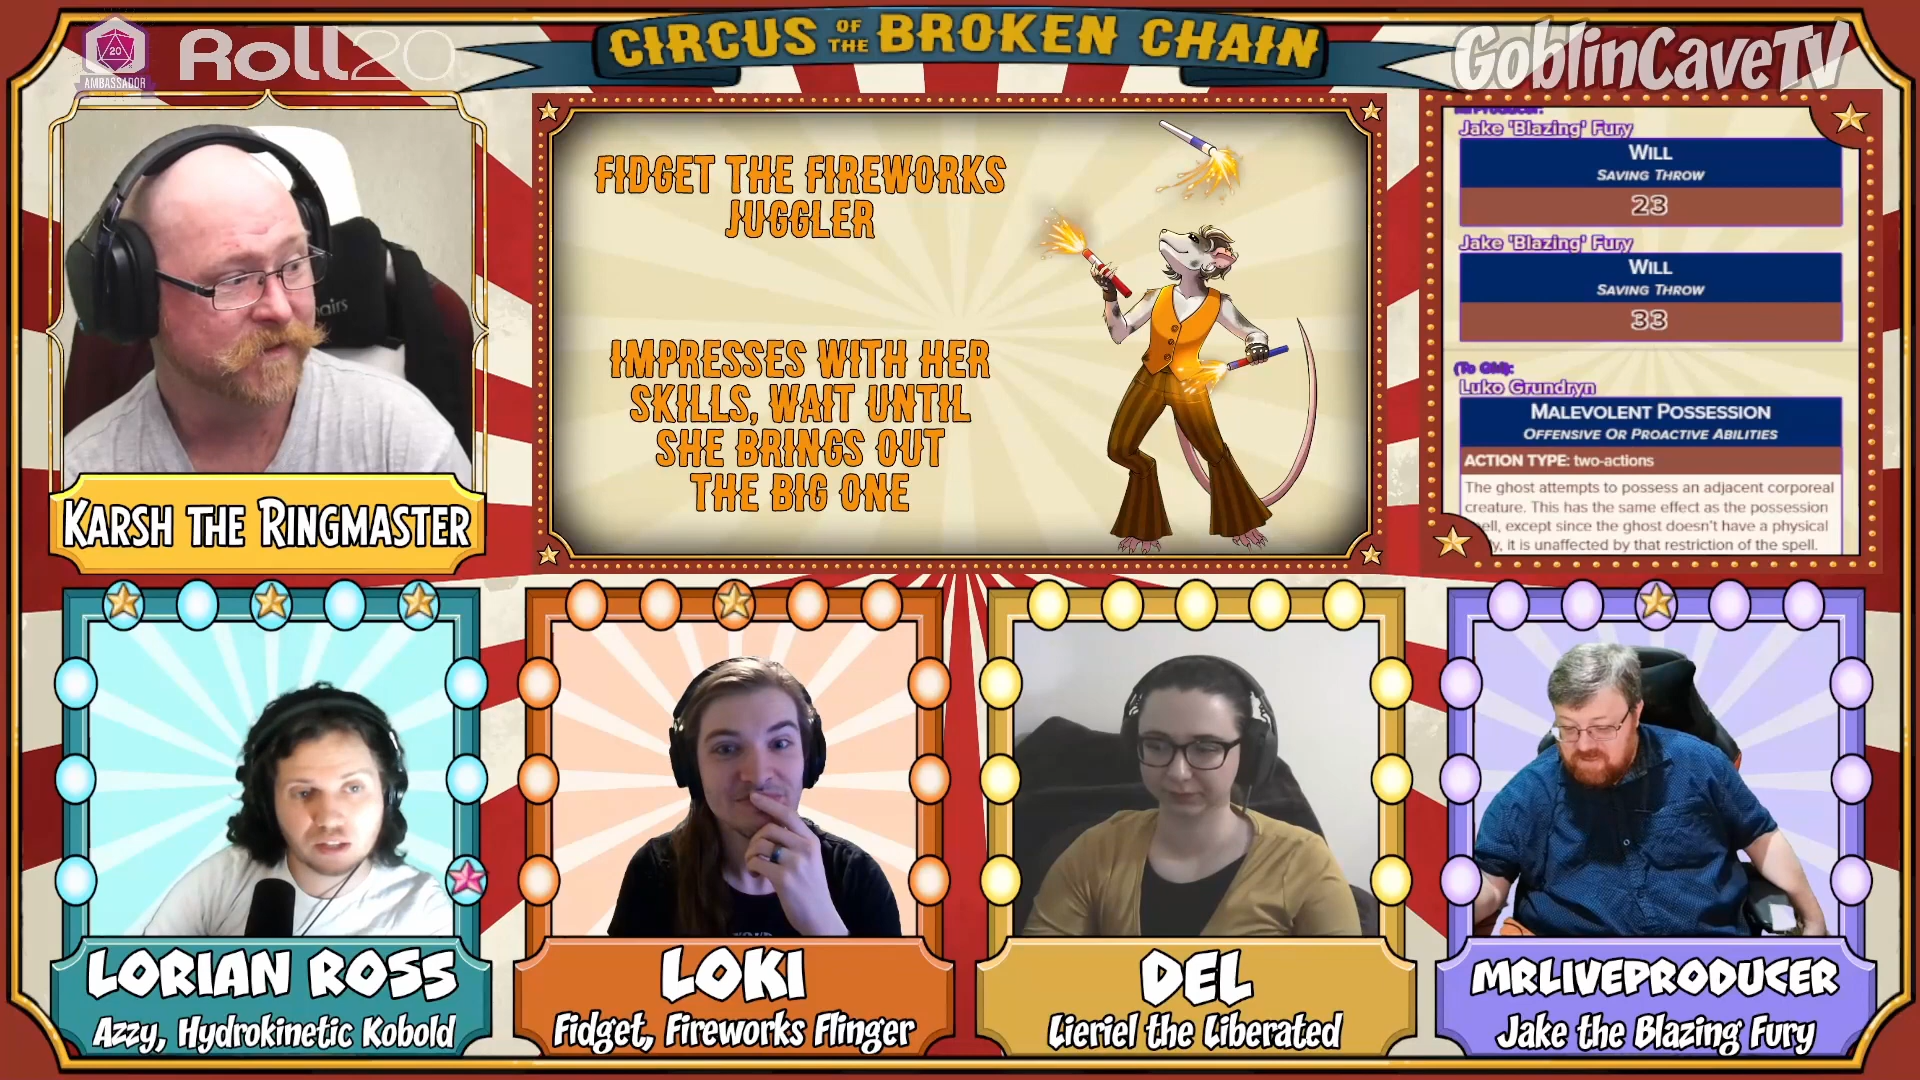 CIRCUS OF THE BROKEN CHAIN
20
AMBASSADOR
Roll20
GoblinCaveTV
FIDGET THE FIREWORKS
JUGGLER
IMPRESSES WITH HER
SKILLS, WAIT UNTIL
SHE BRINGS OUT
THE BIG ONE
Jake 'Blazing' Fury
WILL
SAVING THROW
23
Jake 'Blazing' Fury
WILL
SAVING THROW
33
(To GM):
Luko Grundryn
MALEVOLENT POSSESSION
OFFENSIVE OR PROACTIVE ABILITIES
ACTION TYPE: two-actions
The ghost attempts to possess an adjacent corporeal
creature. This has the same effect as the possession
except since the ghost doesn't have a physical
it is unaffected by that restriction of the spell.
KARSH THE RINGMASTER
LORIAN ROSS
Azzy, Hydrokinetic Kobold
LOKI
Fidget, Fireworks Flinger
DEL
Lieriel the Liberated
MRLIVEPRODUCER
Jake the Blazing Fury